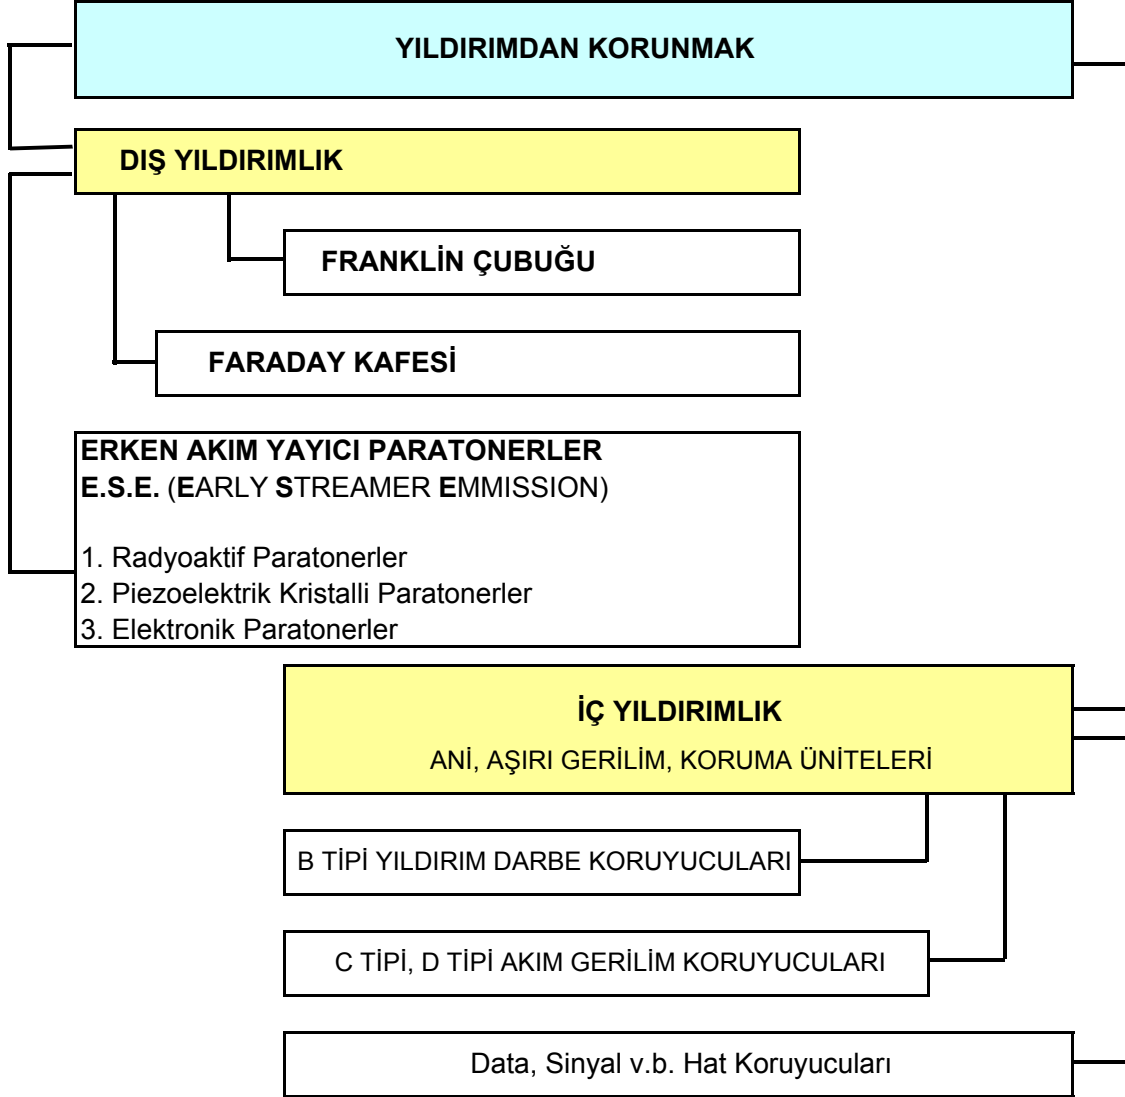 YILDIRIMDAN KORUNMAK
DIŞ YILDIRIMLIK
FRANKLİN ÇUBUĞU
FARADAY KAFESİ
ERKEN AKIM YAYICI PARATONERLER
E.S.E. (EARLY STREAMER EMMISSION)
1. Radyoaktif Paratonerler
2. Piezoelektrik Kristalli Paratonerler
3. Elektronik Paratonerler
İÇ YILDIRIMLIK
ANİ, AŞIRI GERİLİM, KORUMA ÜNİTELERİ
B TİPİ YILDIRIM DARBE KORUYUCULARI
C TİPİ, D TİPİ AKIM GERİLİM KORUYUCULARI
Data, Sinyal v.b. Hat Koruyucuları